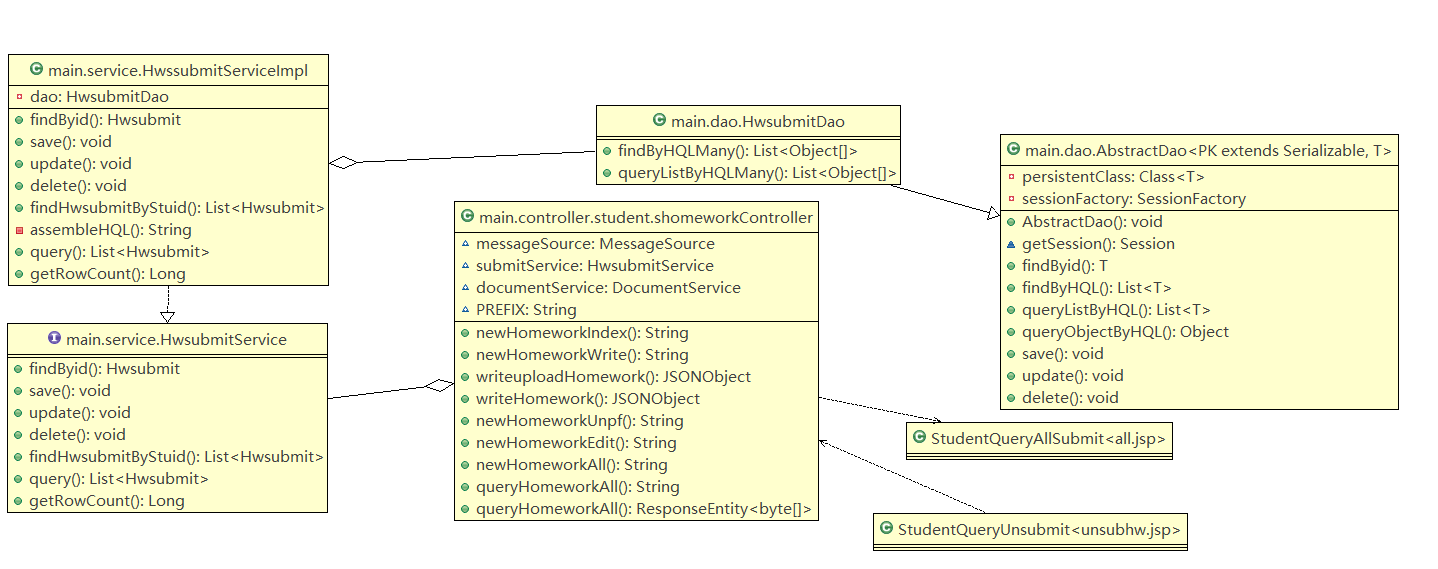 main.service.HwssubmitServiceImpl
dao: HwsubmitDao
findByid(): Hwsubmit
save(): void
update(): void
delete(): void
findHwsubmitByStuid(): List<Hwsubmit>
assembleHQL(): String
query(): List<Hwsubmit>
getRowCount(): Long
main.service.HwsubmitService
findByid(): Hwsubmit
save(): void
update(): void
delete(): void
findHwsubmitByStuid(): List<Hwsubmit>
query(): List<Hwsubmit>
getRowCount(): Long
main.dao.HwsubmitDao
findByHQLMany(): List<Object[]>
queryListByHQLMany(): List<Object[]>
main.controller.student.shomeworkController
messageSource: MessageSource
submitService: HwsubmitService
documentService: DocumentService
PREFIX: String
newHomeworkIndex(): String
newHomeworkWrite(): String
writeuploadHomework(): JSONObject
writeHomework(): JSONObject
newHomeworkUnpf(): String
newHomeworkEdit(): String
newHomeworkAll(): String
queryHomeworkAll(): String
queryHomeworkAll(): ResponseEntity<byte[]>
main.dao.AbstractDao<PK extends Serializable, T>
persistentClass: Class<T>
sessionFactory: SessionFactory
AbstractDao(): void
getSession(): Session
findByid(): T
findByHQL(): List<T>
queryListByHQL(): List<T>
queryObjectByHQL(): Object
save(): void
update(): void
delete(): void
StudentQueryAllSubmit<all.jsp>
StudentQueryUnsubmit<unsubhw.jsp>